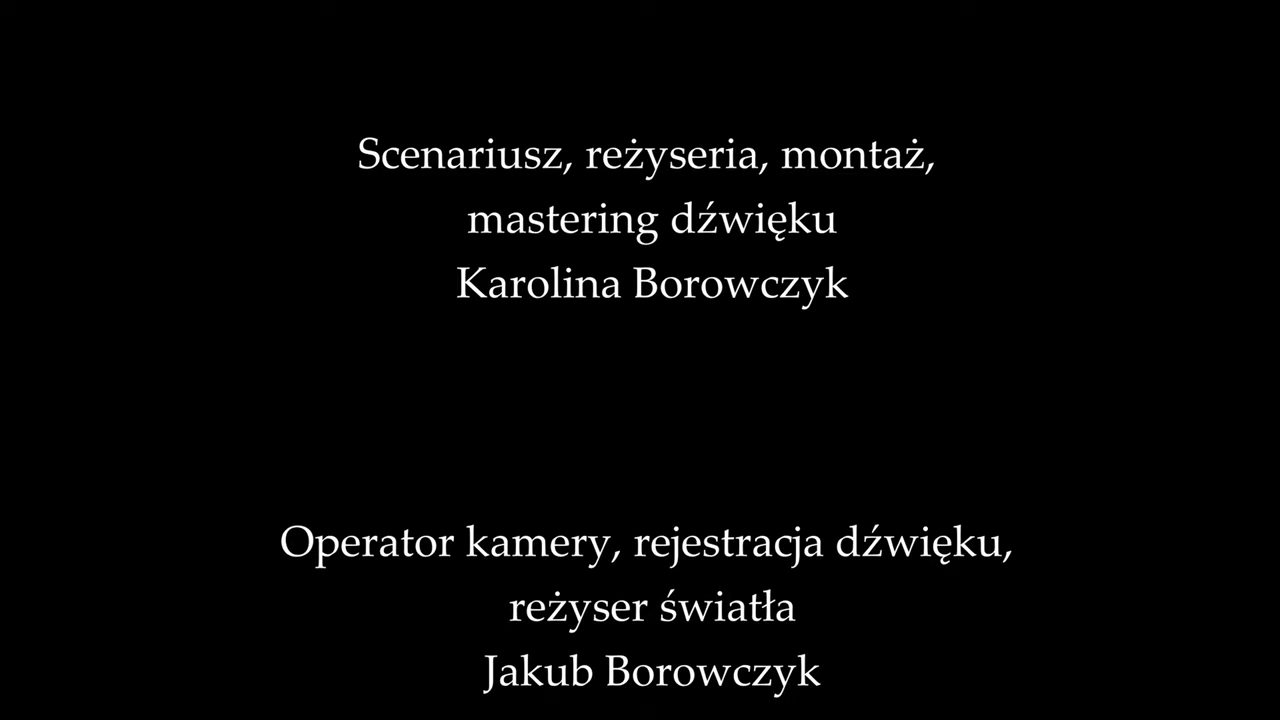 Scenariusz, reżyseria, montaż,
mastering dźwięku
Karolina Borowczyk
Operator kamery, rejestracja dźwięku,
reżyser światła
Jakub Borowczyk